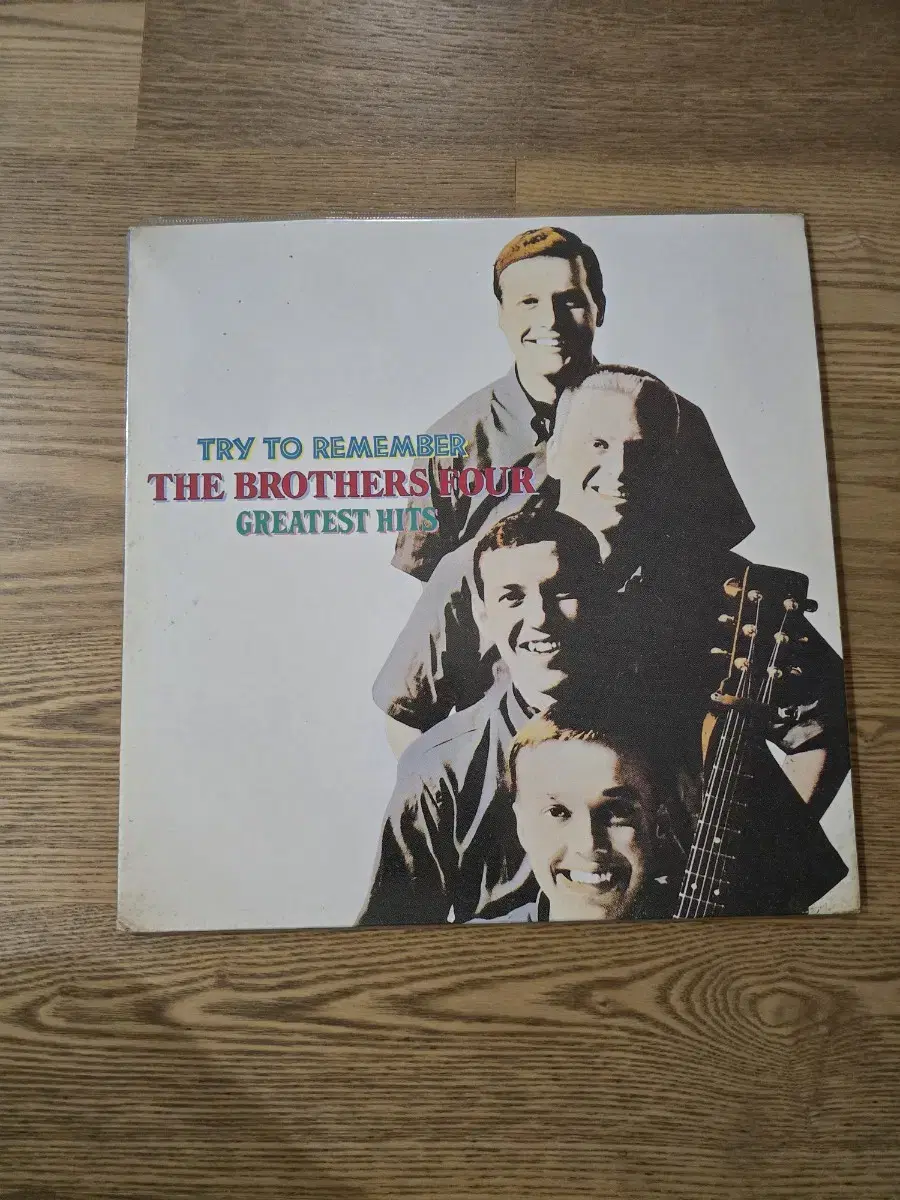 TRY TO REMEMBER
THE BROTHERS FOUR
GREATEST HITS